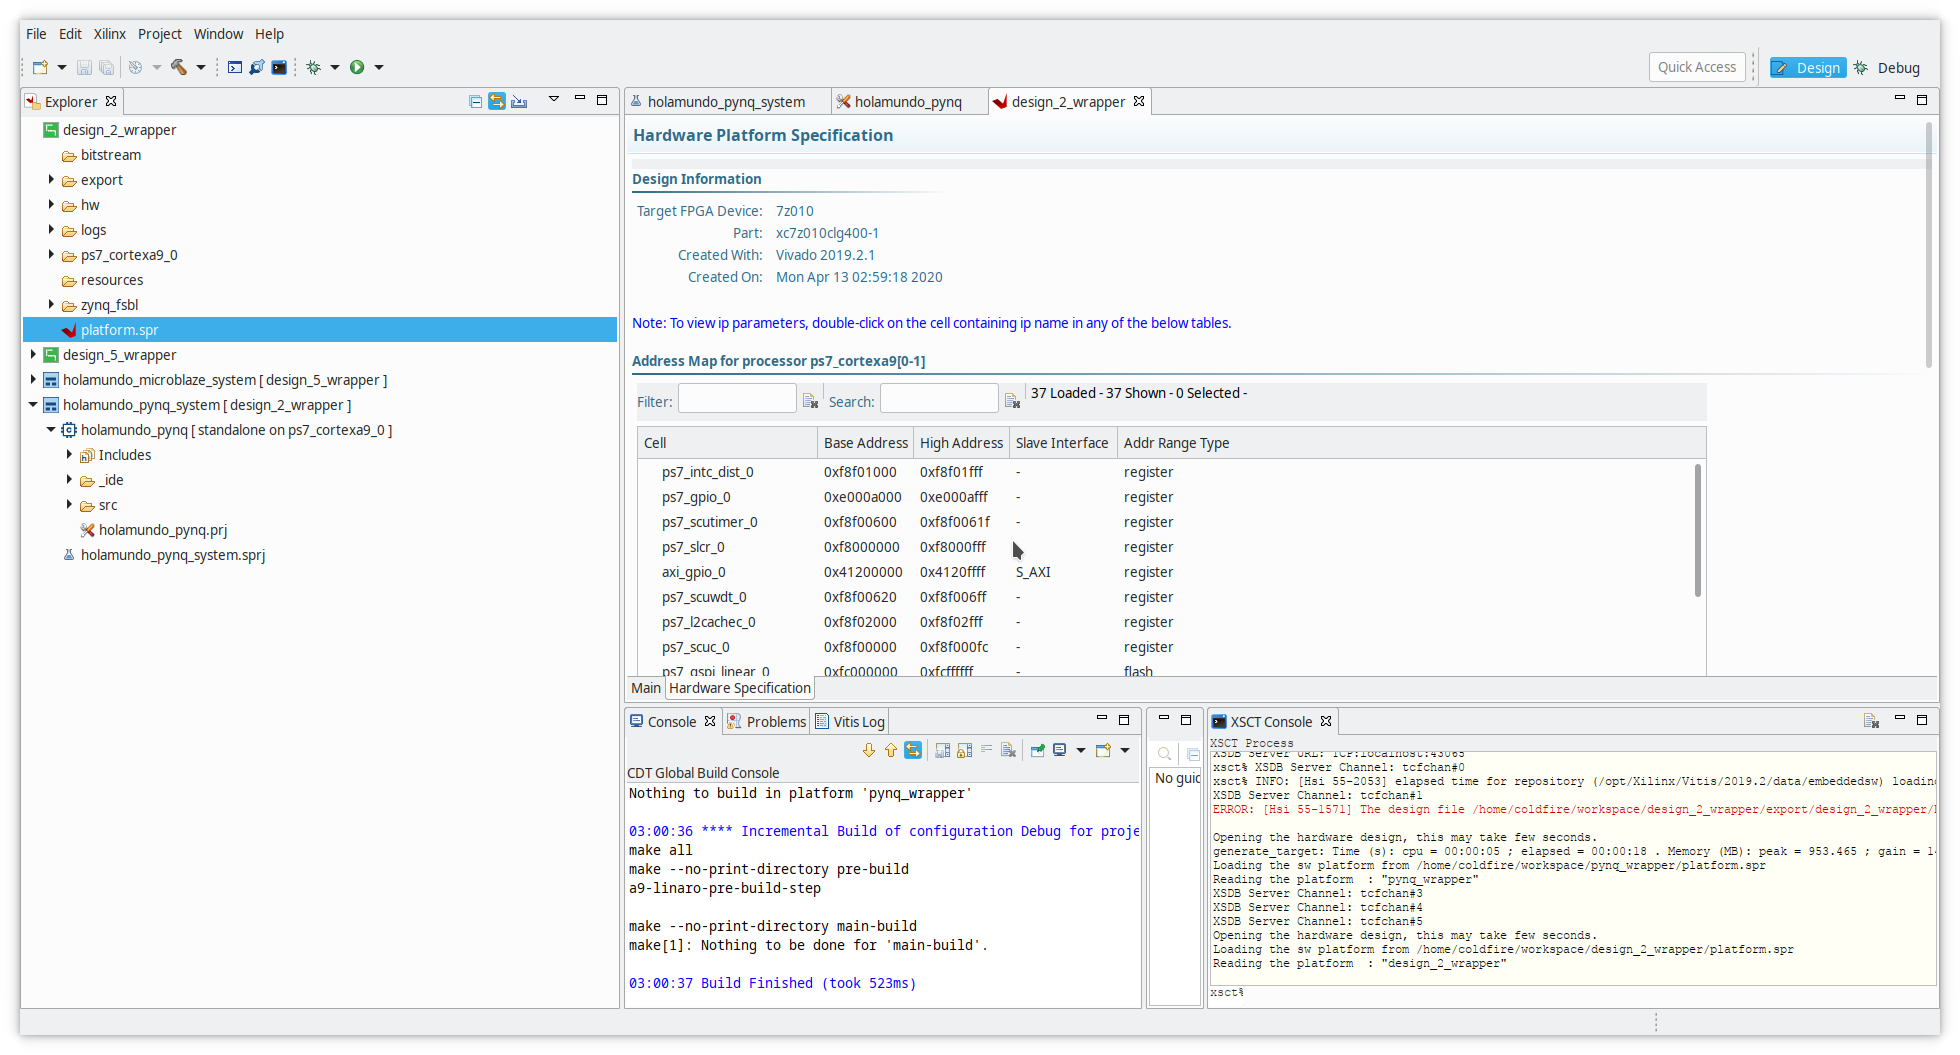 File Edit Xilinx Project Window Help
Quick Access
Design
Debug
Explorer
design_2_wrapper
bitstream
export
hw
logs
ps7_cortexa9_0
resources
zynq_fsbl
platform.spr
design_5_wrapper
holamundo_microblaze_system [ design_5_wrapper ]
holamundo_pynq_system [ design_2_wrapper ]
holamundo_pynq [ standalone on ps7_cortexa9_0 ]
Includes
_ide
src
holamundo_pynq.prj
holamundo_pynq_system.sprj
holamundo_pynq_system holamundo_pynq design_2_wrapper
Hardware Platform Specification
Design Information
Target FPGA Device: 7z010
Part: xc7z010clg400-1
Created With: Vivado 2019.2.1
Created On: Mon Apr 13 02:59:18 2020
Note: To view ip parameters, double-click on the cell containing ip name in any of the below tables.
Address Map for processor ps7_cortexa9[0-1]
Filter: Search: 37 Loaded - 37 Shown - 0 Selected -
Cell Base Address High Address Slave Interface Addr Range Type
ps7_intc_dist_0 0xf8f01000 0xf8f01fff - register
ps7_gpio_0 0xe000a000 0xe000afff - register
ps7_scutimer_0 0xf8f00600 0xf8f0061f - register
ps7_slcr_0 0xf8000000 0xf8000fff register
axi_gpio_0 0x41200000 0x4120ffff S_AXI register
ps7_scuwdt_0 0xf8f00620 0xf8f006ff - register
ps7_l2cachec_0 0xf8f02000 0xf8f02fff - register
ps7_scuc_0 0xf8f00000 0xf8f000fc - register
ps7_qspi_linear_0 0xfc000000 0xfcffffff - flash
Main Hardware Specification
Console Problems Vitis Log
CDT Global Build Console
Nothing to build in platform 'pynq_wrapper'
03:00:36 **** Incremental Build of configuration Debug for proje
make all
make --no-print-directory pre-build
a9-linaro-pre-build-step
make --no-print-directory main-build
make[1]: Nothing to be done for 'main-build'.
03:00:37 Build Finished (took 523ms)
No guid
XSCT Console
XSCT Process
XSDB Server URL: TCP:localhost:43065
xsct% XSDB Server Channel: tcfchan#0
xsct% INFO: [Hsi 55-2053] elapsed time for repository (/opt/Xilinx/Vitis/2019.2/data/embeddedsw) loadin
XSDB Server Channel: tcfchan#1
ERROR: [Hsi 55-1571] The design file /home/coldfire/workspace/design_2_wrapper/export/design_2_wrapper/
Opening the hardware design, this may take few seconds.
generate_target: Time (s): cpu = 00:00:05 ; elapsed = 00:00:18 . Memory (MB): peak = 953.465 ; gain = 1
Loading the sw platform from /home/coldfire/workspace/pynq_wrapper/platform.spr
Reading the platform : "pynq_wrapper"
XSDB Server Channel: tcfchan#3
XSDB Server Channel: tcfchan#4
XSDB Server Channel: tcfchan#5
Opening the hardware design, this may take few seconds.
Loading the sw platform from /home/coldfire/workspace/design_2_wrapper/platform.spr
Reading the platform : "design_2_wrapper"
xsct%